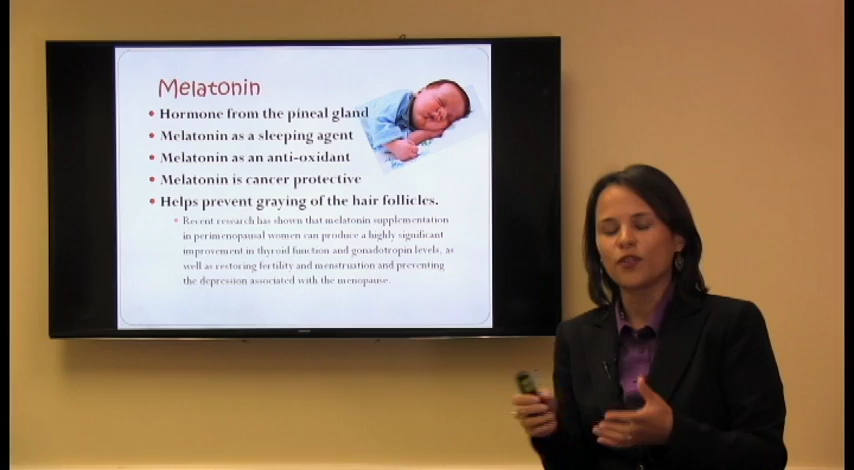 Melatonin
• Hormone from the pineal gland
• Melatonin as a sleeping agent
• Melatonin as an anti-oxidant
• Melatonin is cancer protective
• Helps prevent graying of the hair follicles.
• Recent research has shown that melatonin supplementation
in perimenopausal women can produce a highly significant
improvement in thyroid function and gonadotropin levels, as
well as restoring fertility and menstruation and preventing
the depression associated with the menopause.